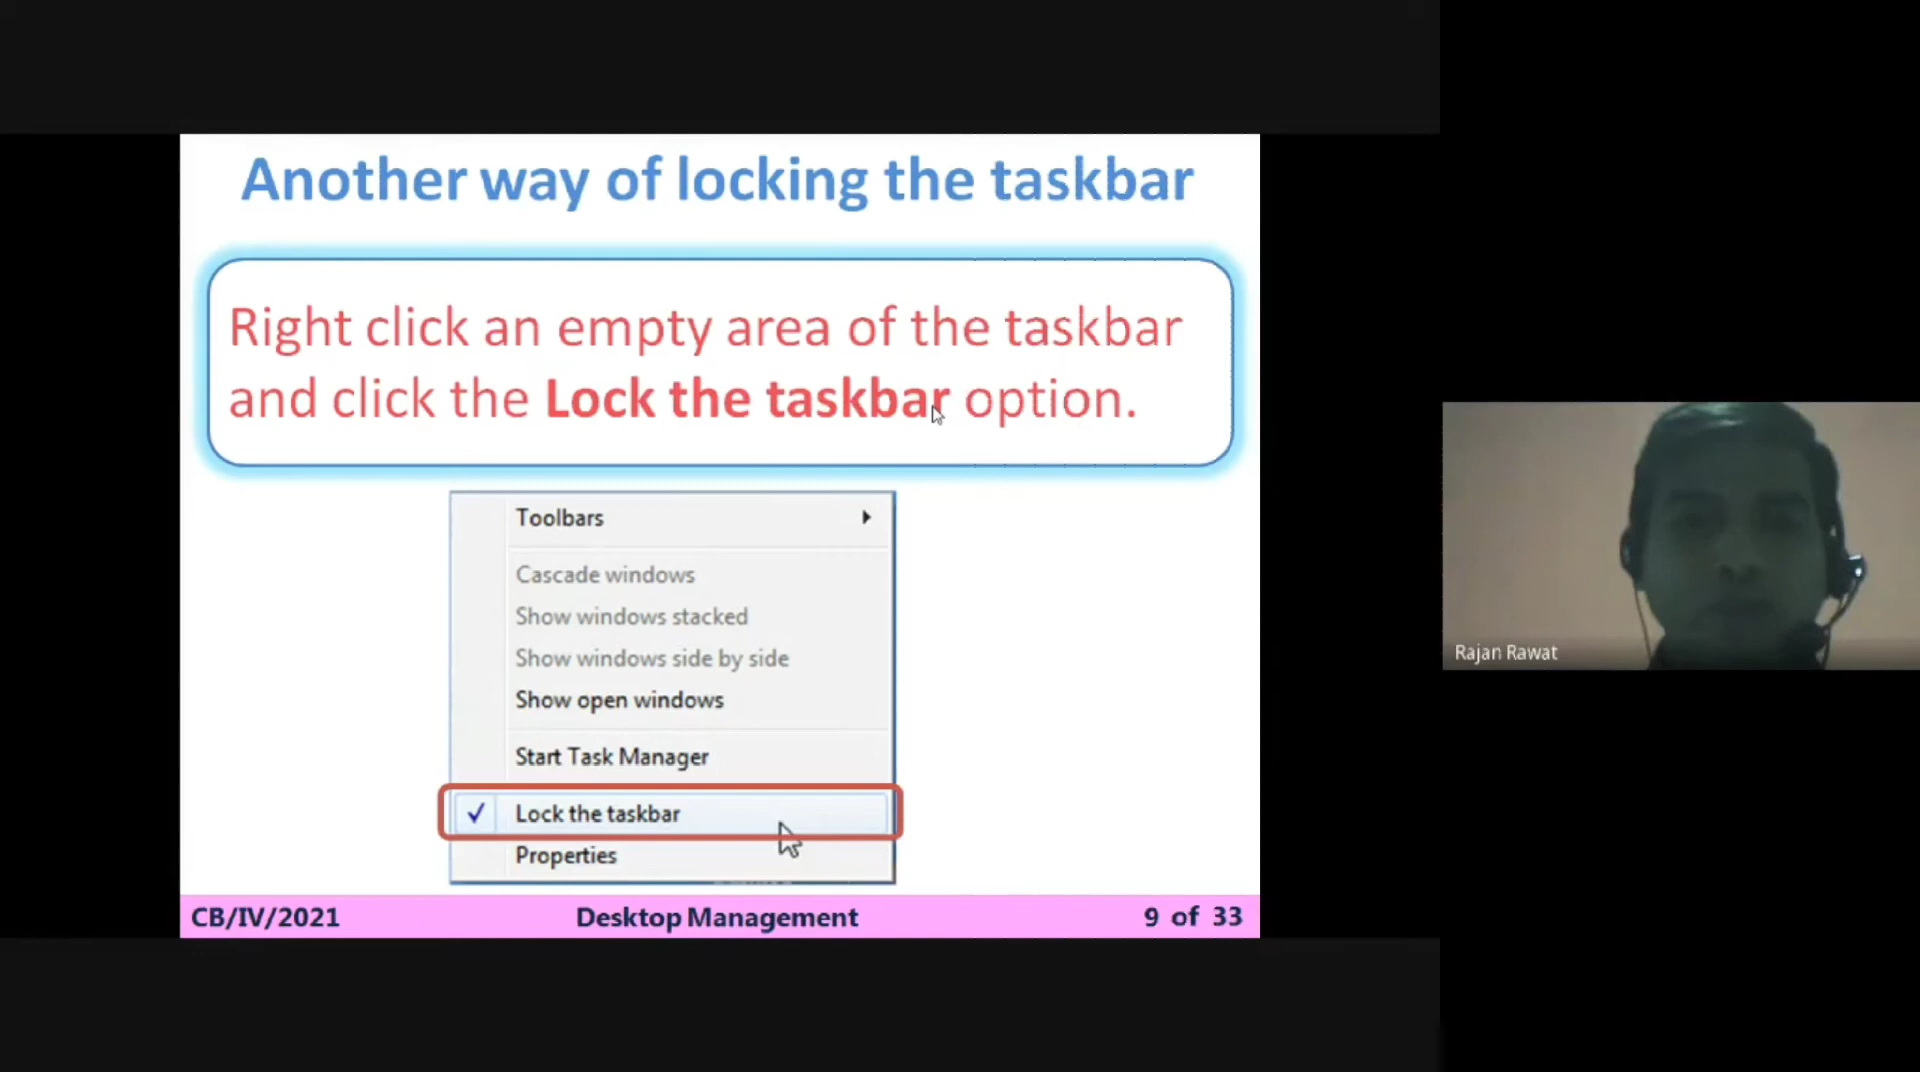 Another way of locking the taskbar
Right click an empty area of the taskbar
and click the Lock the taskbar option.
Toolbars
Cascade windows
Show windows stacked
Show windows side by side
Show open windows
Start Task Manager
Lock the taskbar
Properties
CB/IV/2021 Desktop Management 9 of 33
Rajan Rawat